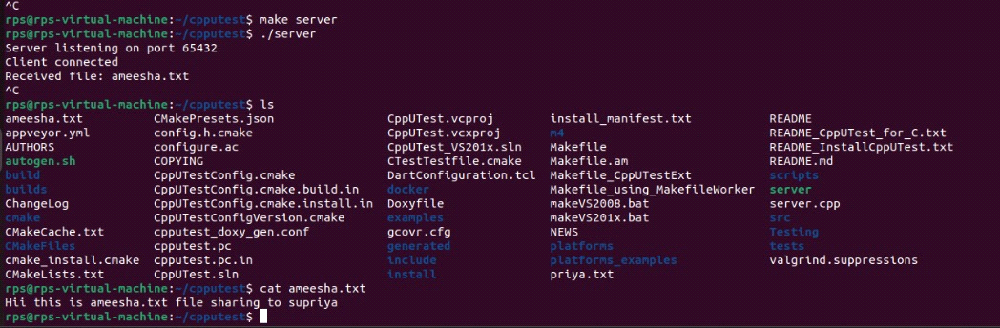 ^C
rps@rps-virtual-machine:~/cpputest$ make server
rps@rps-virtual-machine:~/cpputest$ ./server
Server listening on port 65432
Client connected
Received file: ameesha.txt
^C
rps@rps-virtual-machine:~/cpputest$ ls
ameesha.txt CMakePresets.json CppUTest.vcproj install_manifest.txt README
appveyor.yml config.h.cmake CppUTest.vcxproj m4 README_CppUTest_for_C.txt
AUTHORS configure.ac CppUTest_VS201x.sln Makefile README_InstallCppUTest.txt
autogen.sh COPYING CTestTestfile.cmake Makefile.am README.md
build CppUTestConfig.cmake DartConfiguration.tcl Makefile_CppUTestExt scripts
builds CppUTestConfig.cmake.build.in docker Makefile_using_MakefileWorker server
ChangeLog CppUTestConfig.cmake.install.in Doxyfile makeVS2008.bat server.cpp
cmake CppUTestConfigVersion.cmake examples makeVS201x.bat src
CMakeCache.txt cpputest_doxy_gen.conf gcovr.cfg NEWS Testing
CMakeFiles cpputest.pc generated platforms tests
cmake_install.cmake cpputest.pc.in include platforms_examples valgrind.suppressions
CMakeLists.txt CppUTest.sln install priya.txt
rps@rps-virtual-machine:~/cpputest$ cat ameesha.txt
Hii this is ameesha.txt file sharing to supriya
rps@rps-virtual-machine:~/cpputest$